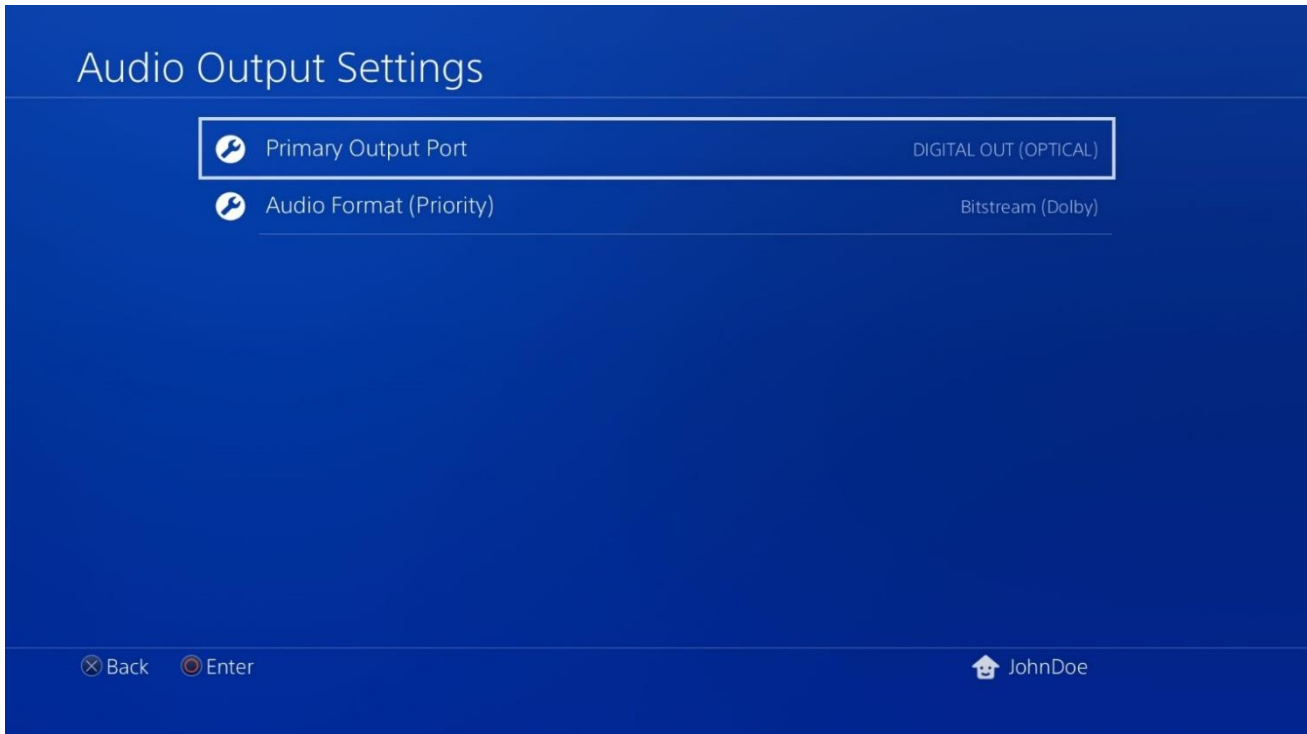 Audio Output Settings
Primary Output Port DIGITAL OUT (OPTICAL)
Audio Format (Priority) Bitstream (Dolby)
Back Enter JohnDoe